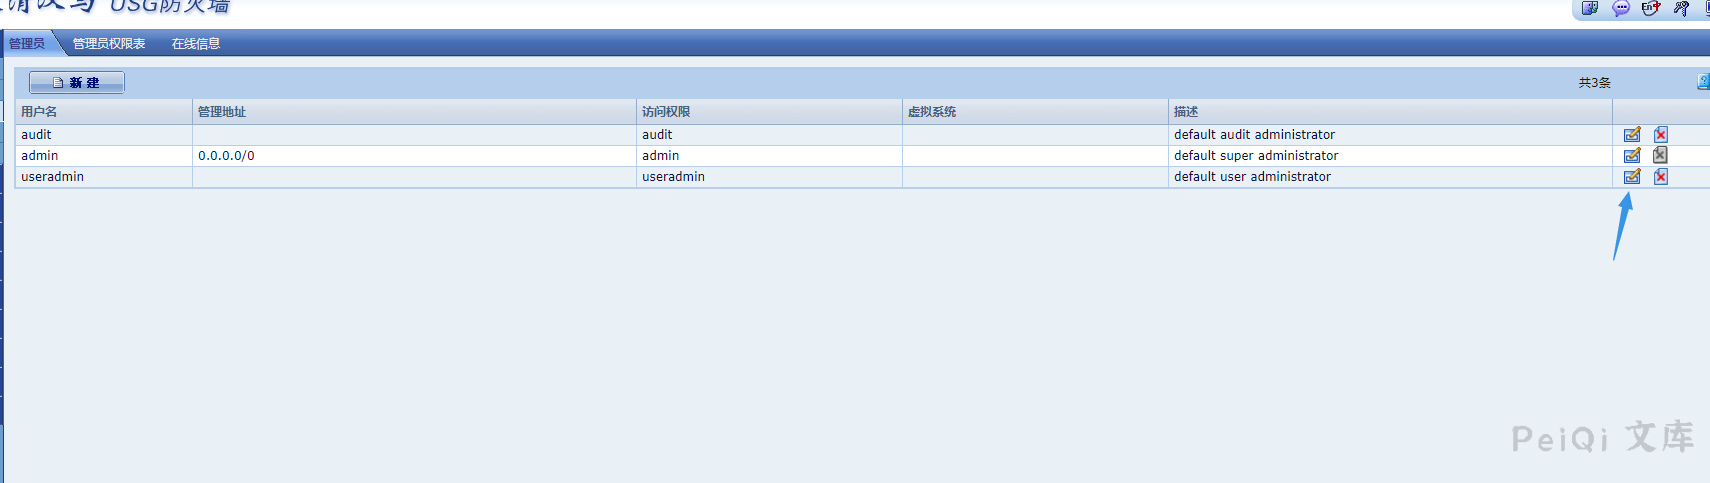 USG防火墙
管理员 管理员权限表 在线信息
新 建 共3条
用户名 管理地址 访问权限 虚拟系统 描述
audit audit default audit administrator
admin 0.0.0.0/0 admin default super administrator
useradmin useradmin default user administrator
PeiQi 文库